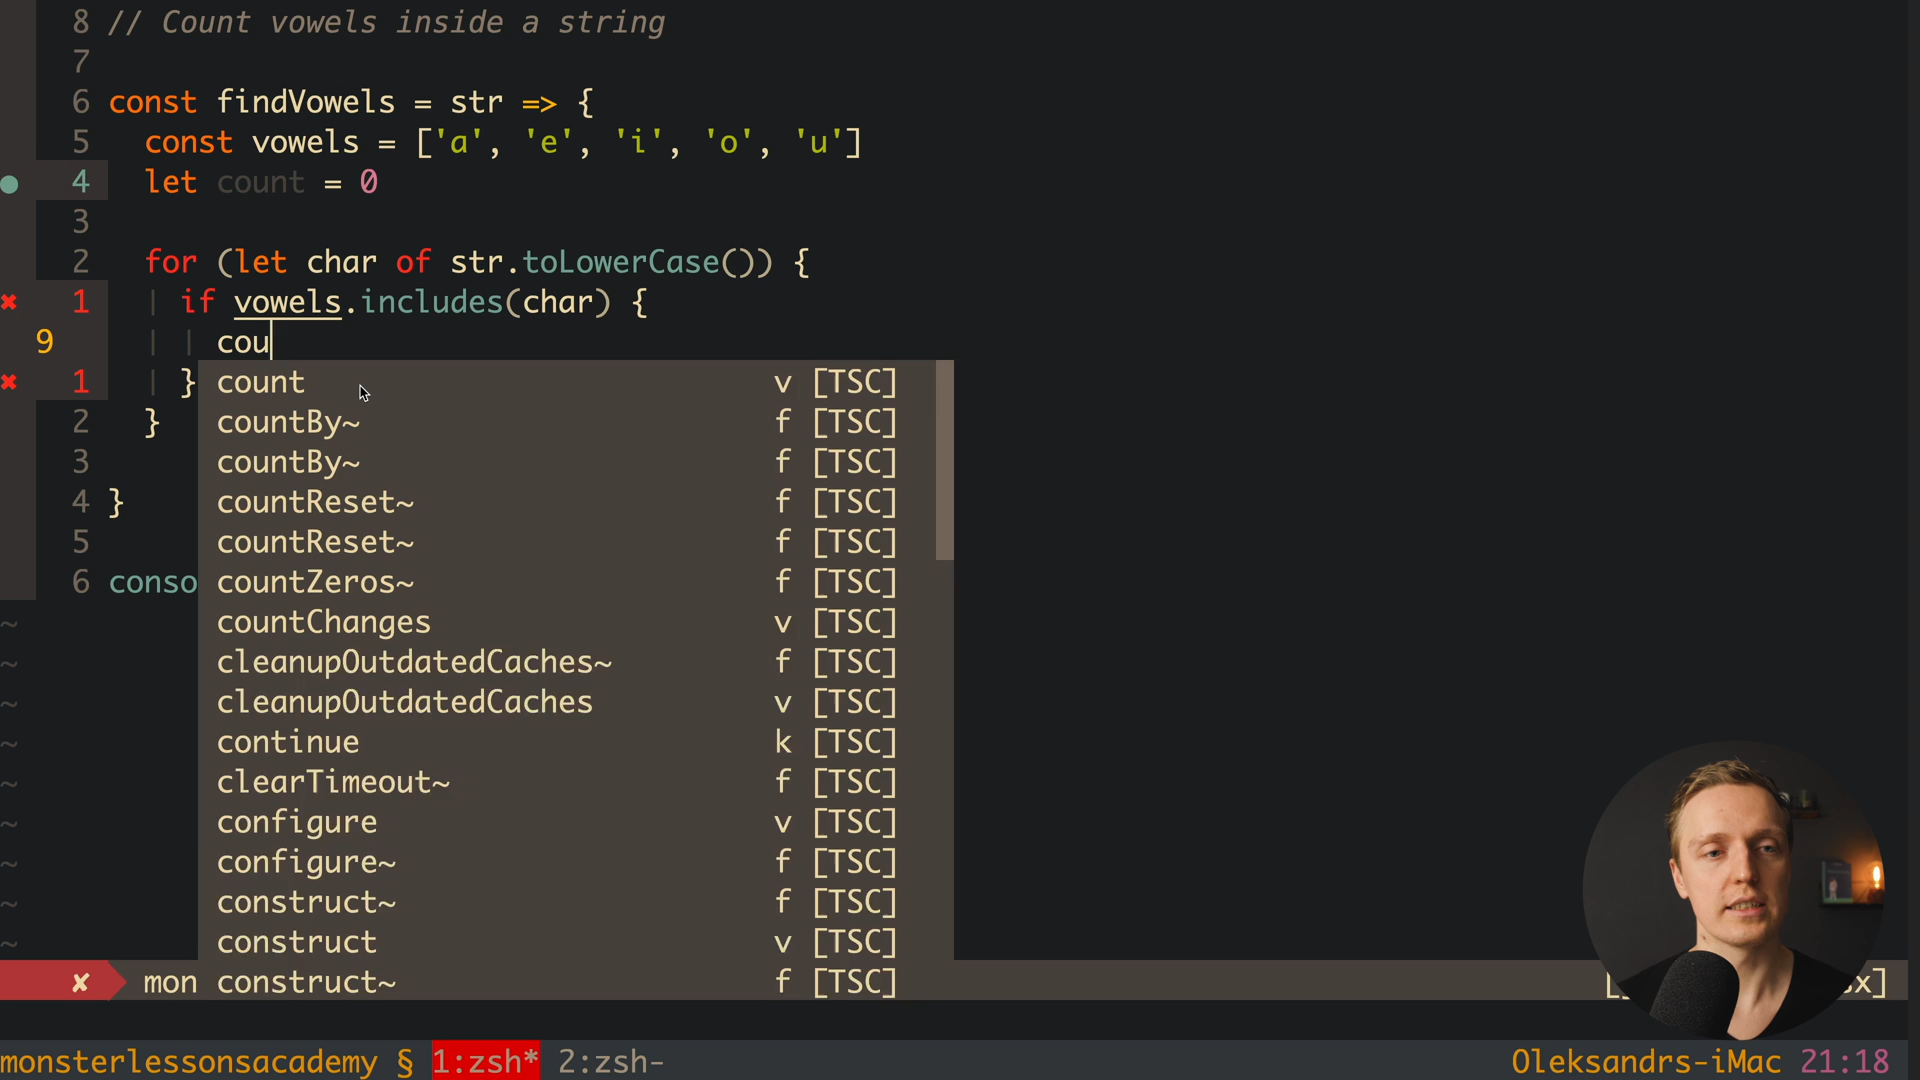 8 // Count vowels inside a string
7
6 const findVowels = str => {
5 const vowels = ['a', 'e', 'i', 'o', 'u']
4 let count = 0
3
2 for (let char of str.toLowerCase()) {
✖ 1 if vowels.includes(char) {
9 cou
✖ 1 }
2 }
3
4 }
5
6 conso
count v [TSC]
countBy~ f [TSC]
countBy~ f [TSC]
countReset~ f [TSC]
countReset~ f [TSC]
countZeros~ f [TSC]
countChanges v [TSC]
cleanupOutdatedCaches~ f [TSC]
cleanupOutdatedCaches v [TSC]
continue k [TSC]
clearTimeout~ f [TSC]
configure v [TSC]
configure~ f [TSC]
construct~ f [TSC]
construct v [TSC]
construct~ f [TSC]
~
~
~
~
~
~
~
~
~
✘ mon
monsterlessonsacademy § 1:zsh* 2:zsh- Oleksandrs-iMac 21:18